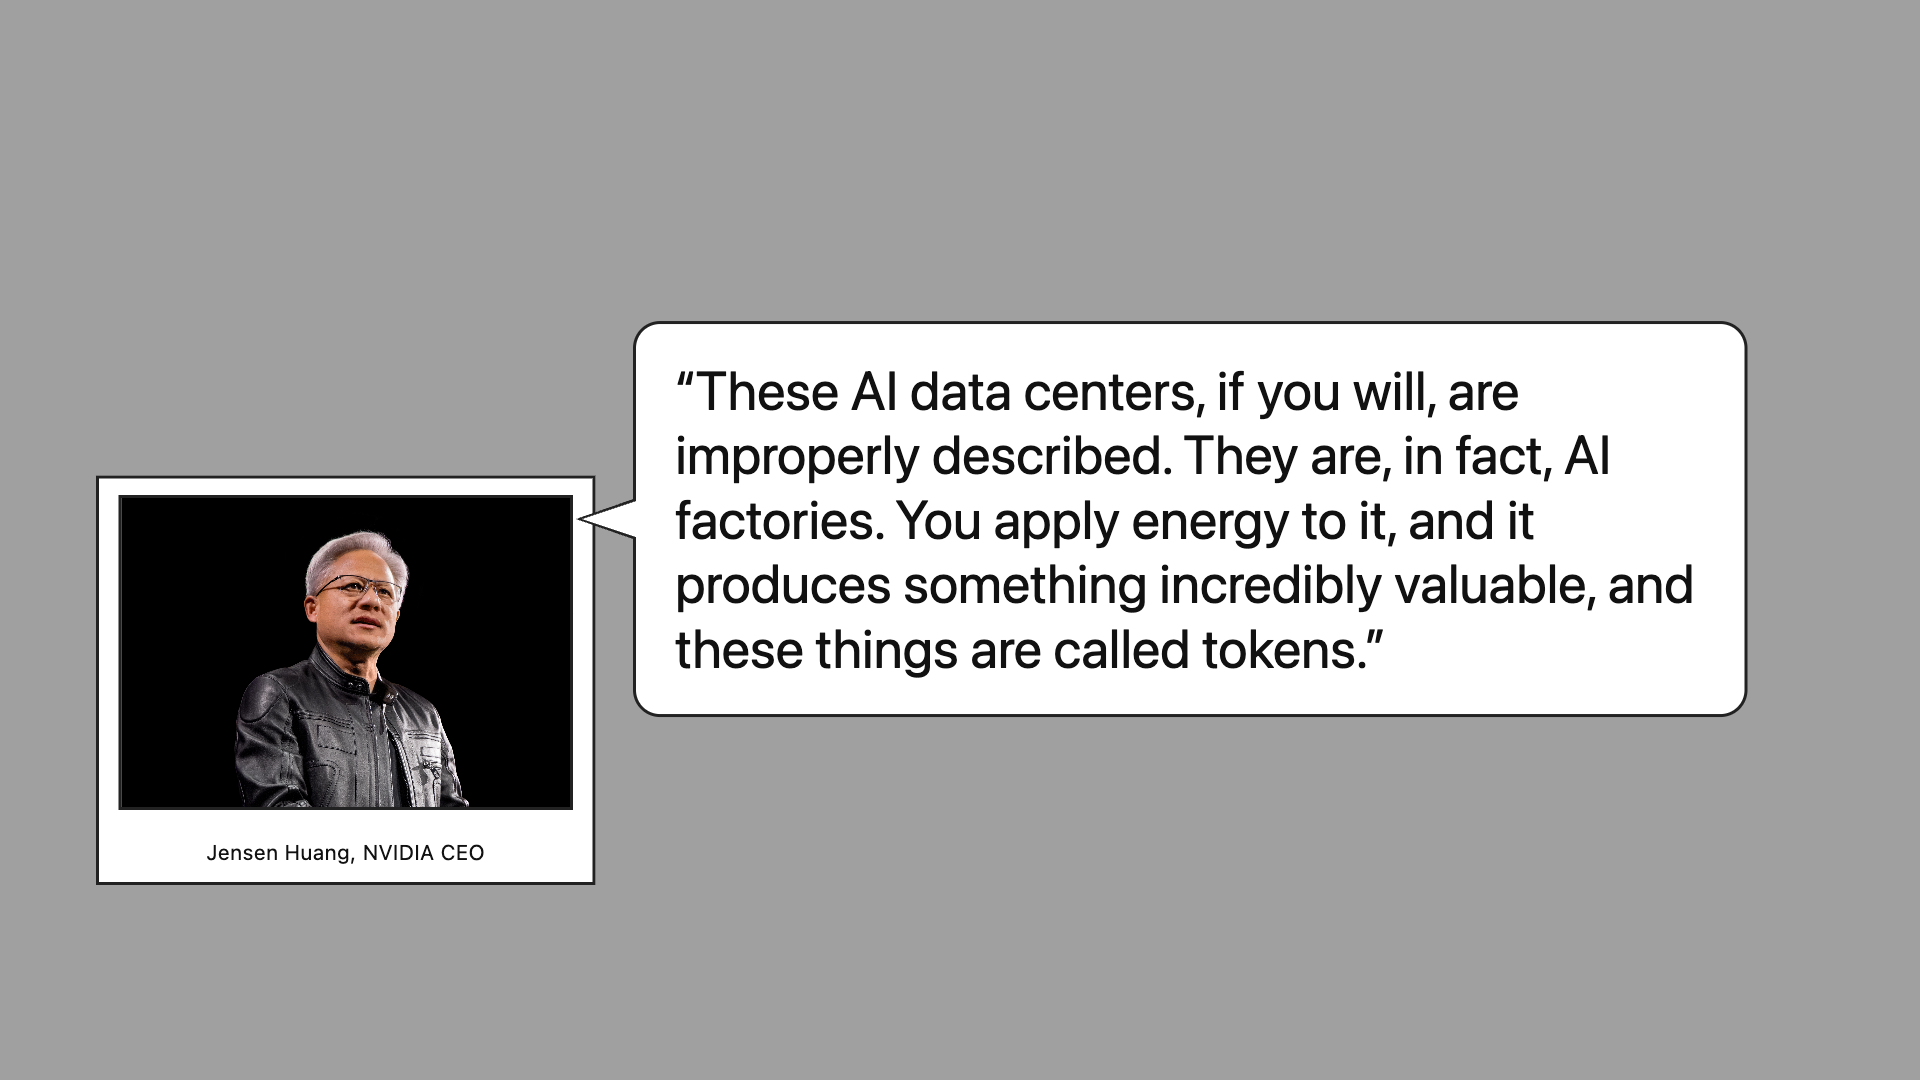 “These AI data centers, if you will, are
improperly described. They are, in fact, AI
factories. You apply energy to it, and it
produces something incredibly valuable, and
these things are called tokens.”
Jensen Huang, NVIDIA CEO